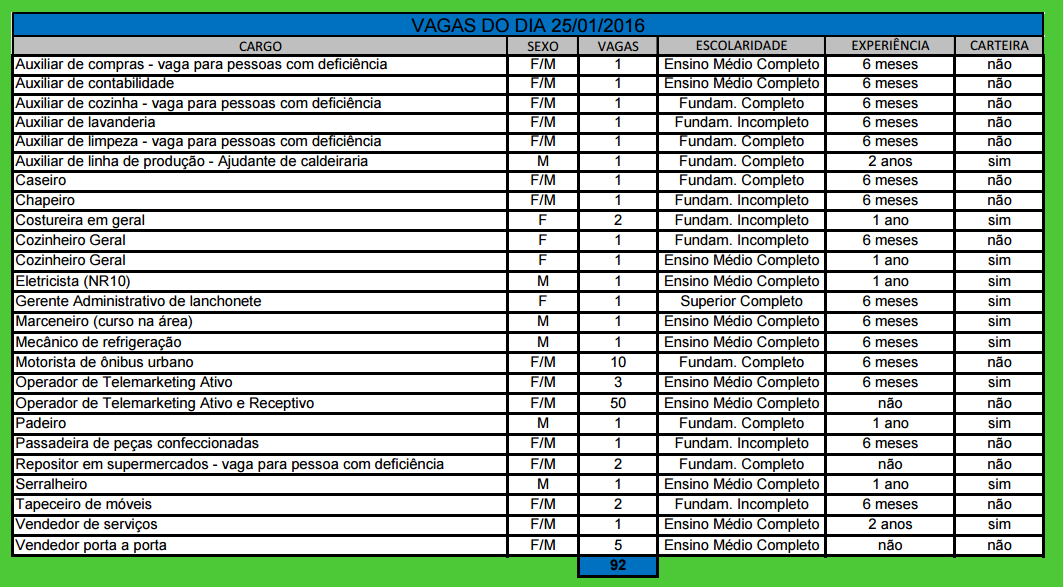 VAGAS DO DIA 25/01/2016
CARGO SEXO VAGAS ESCOLARIDADE EXPERIÊNCIA CARTEIRA
Auxiliar de compras - vaga para pessoas com deficiência F/M 1 Ensino Médio Completo 6 meses não
Auxiliar de contabilidade F/M 1 Ensino Médio Completo 6 meses não
Auxiliar de cozinha - vaga para pessoas com deficiência F/M 1 Fundam. Completo 6 meses não
Auxiliar de lavanderia F/M 1 Fundam. Incompleto 6 meses não
Auxiliar de limpeza - vaga para pessoas com deficiência F/M 1 Fundam. Completo 6 meses não
Auxiliar de linha de produção - Ajudante de caldeiraria M 1 Fundam. Completo 2 anos sim
Caseiro F/M 1 Fundam. Completo 6 meses não
Chapeiro F/M 1 Fundam. Incompleto 6 meses não
Costureira em geral F 2 Fundam. Incompleto 1 ano sim
Cozinheiro Geral F 1 Fundam. Incompleto 6 meses não
Cozinheiro Geral F 1 Ensino Médio Completo 1 ano sim
Eletricista (NR10) M 1 Ensino Médio Completo 1 ano sim
Gerente Administrativo de lanchonete F 1 Superior Completo 6 meses sim
Marceneiro (curso na área) M 1 Ensino Médio Completo 6 meses sim
Mecânico de refrigeração M 1 Ensino Médio Completo 6 meses sim
Motorista de ônibus urbano F/M 10 Fundam. Completo 6 meses não
Operador de Telemarketing Ativo F/M 3 Ensino Médio Completo 6 meses sim
Operador de Telemarketing Ativo e Receptivo F/M 50 Ensino Médio Completo não não
Padeiro M 1 Fundam. Completo 1 ano sim
Passadeira de peças confeccionadas F/M 1 Fundam. Incompleto 6 meses não
Repositor em supermercados - vaga para pessoa com deficiência F/M 2 Fundam. Completo não não
Serralheiro M 1 Ensino Médio Completo 1 ano sim
Tapeceiro de móveis F/M 2 Fundam. Incompleto 6 meses não
Vendedor de serviços F/M 1 Ensino Médio Completo 2 anos sim
Vendedor porta a porta F/M 5 Ensino Médio Completo não não
92